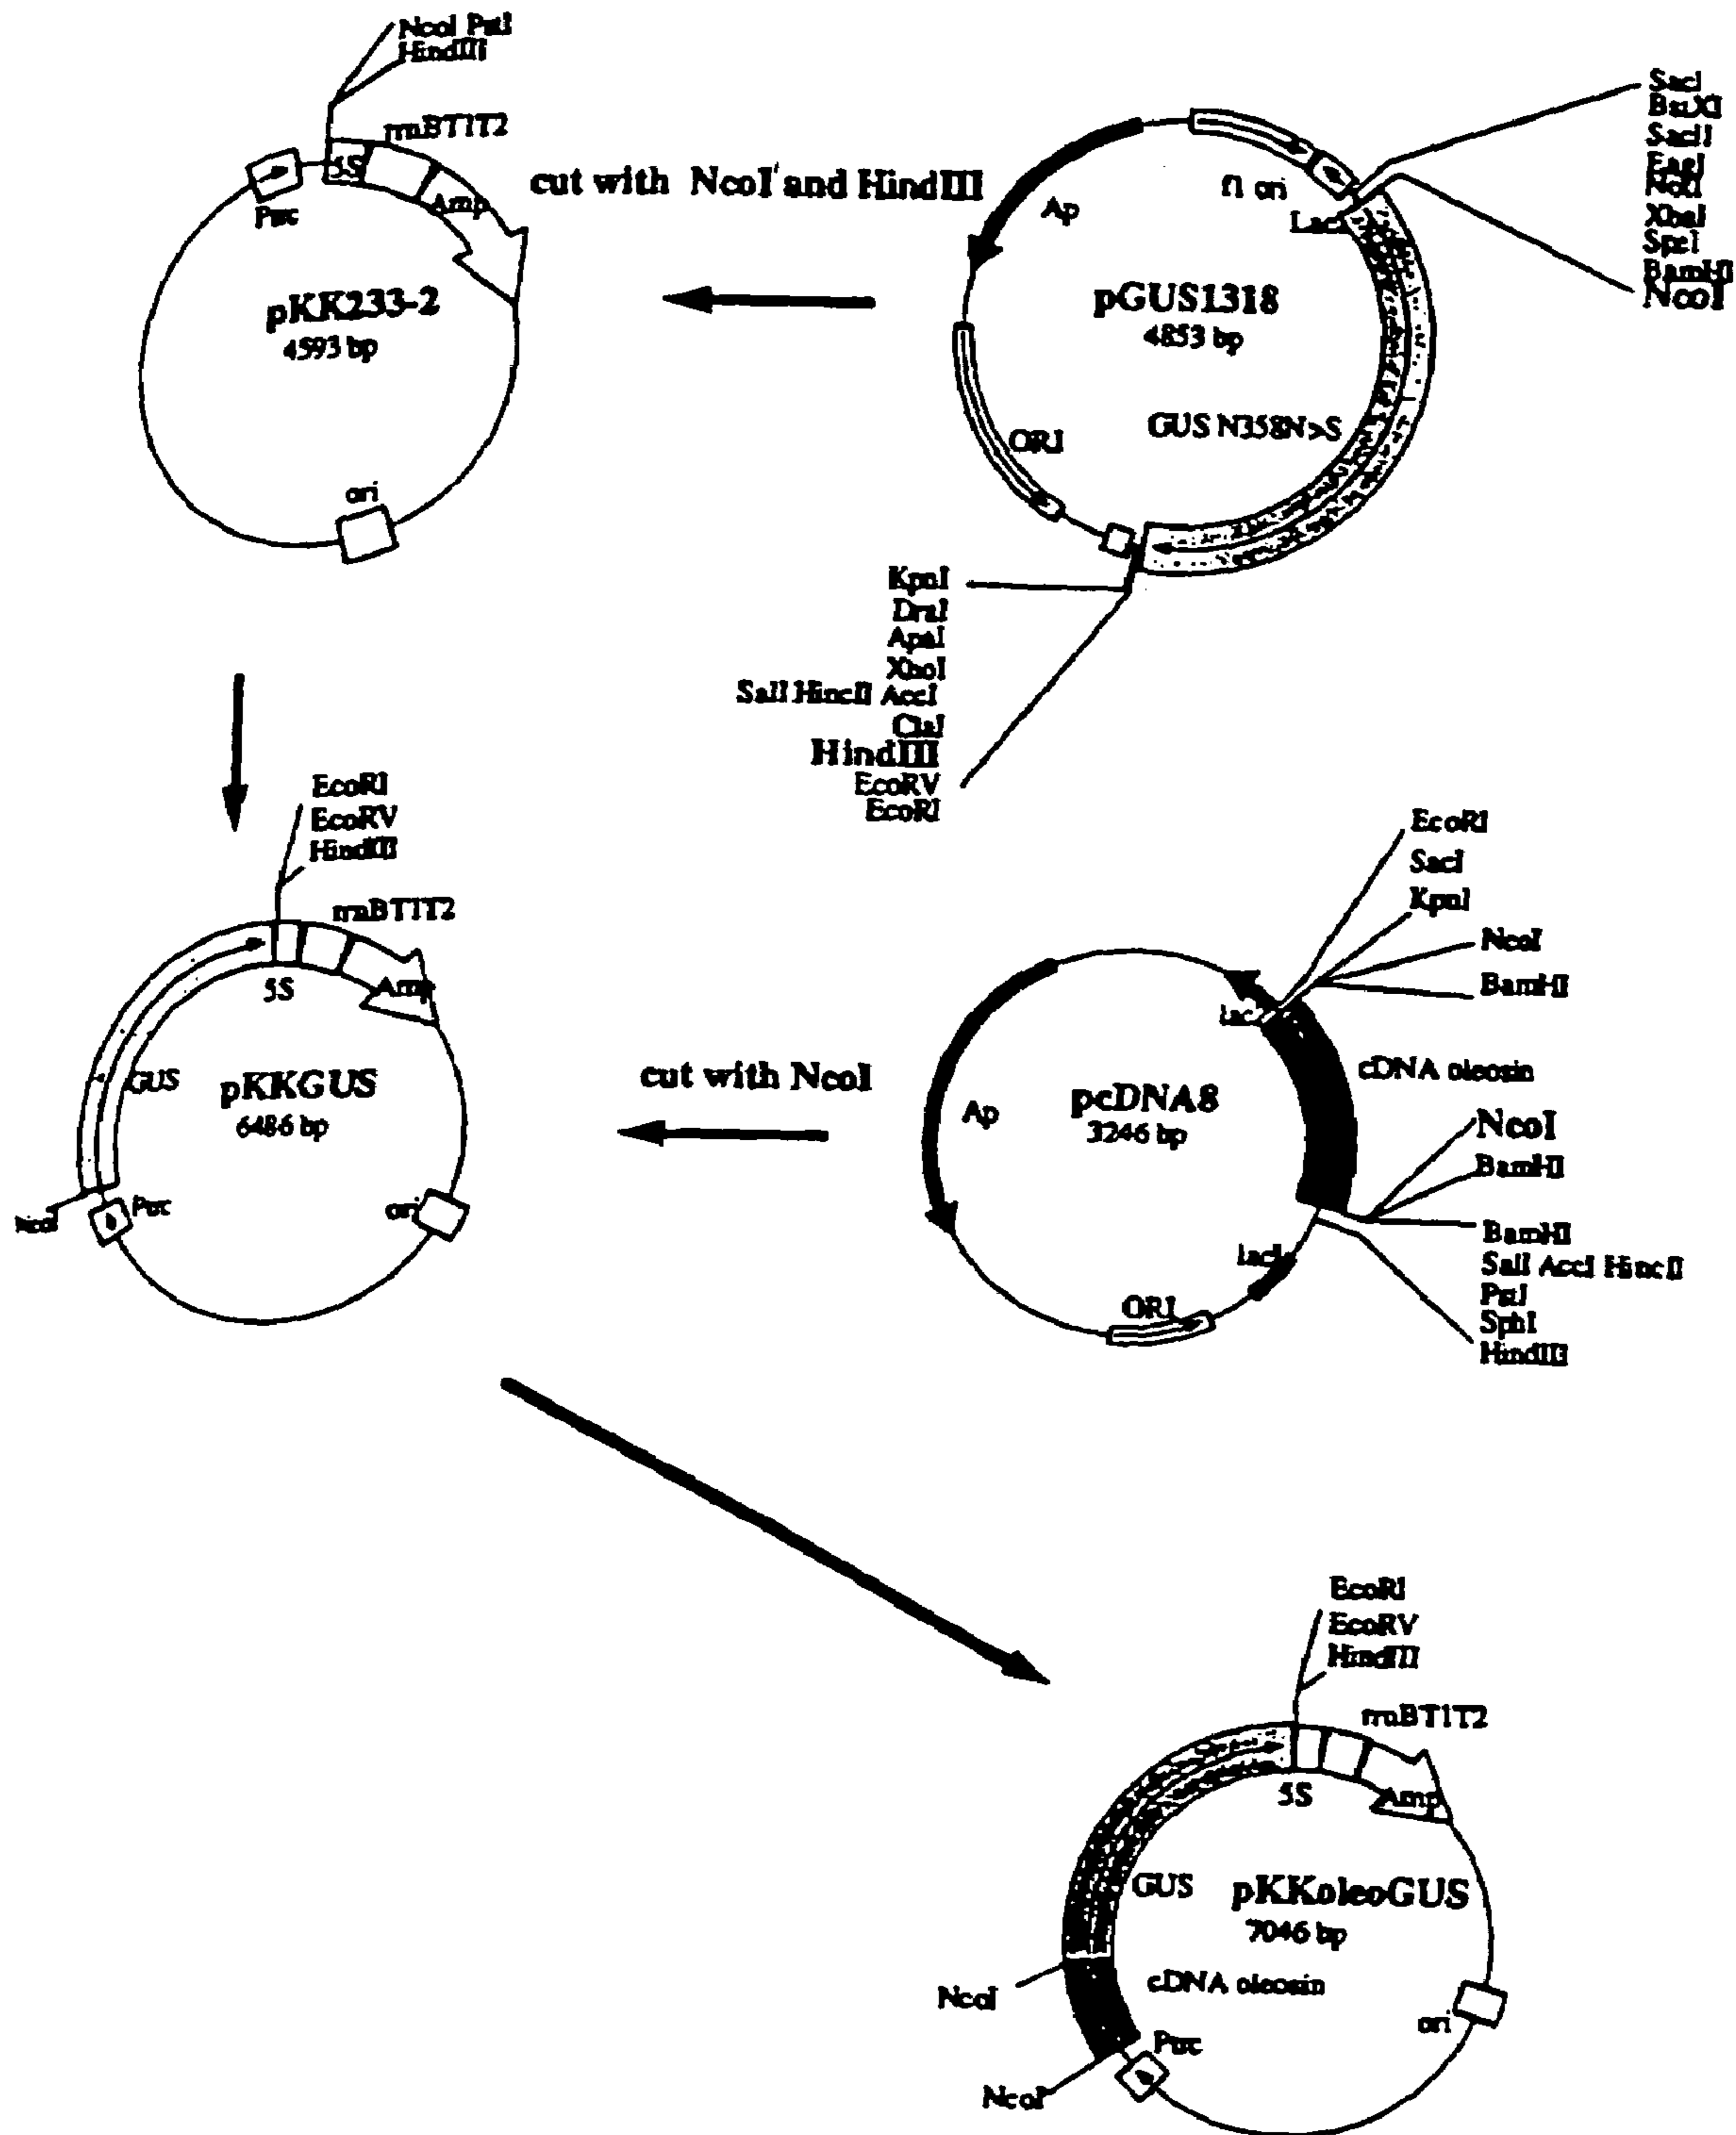 NcoI PstI
HindIII
rrnBT1T2
5S
Ptrc
Amp
pKK233-2
4593 bp
ori
cut with NcoI and HindIII
SacI
BstXI
SacII
EagI
NotI
XbaI
SpeI
BamHI
NcoI
f1 ori
Ap
pGUS1318
4853 bp
GUS N358N>S
ORI
KpnI
DraI
ApaI
XhoI
SalI HincII AccI
ClaI
HindIII
EcoRV
EcoRI
EcoRI
EcoRV
HindIII
rrnBT1T2
5S
Amp
GUS
pKKGUS
6486 bp
NcoI
Ptrc
ori
cut with NcoI
EcoRI
SacI
KpnI
NcoI
BamHI
cDNA oleosin
Ap
pcDNA8
3246 bp
NcoI
BamHI
BamHI
SalI AccI HincII
PstI
SphI
HindIII
lacI
ORI
EcoRI
EcoRV
HindIII
rrnBT1T2
5S
Amp
GUS
pKKoleoGUS
7046 bp
NcoI
cDNA oleosin
ori
Ptrc
NcoI